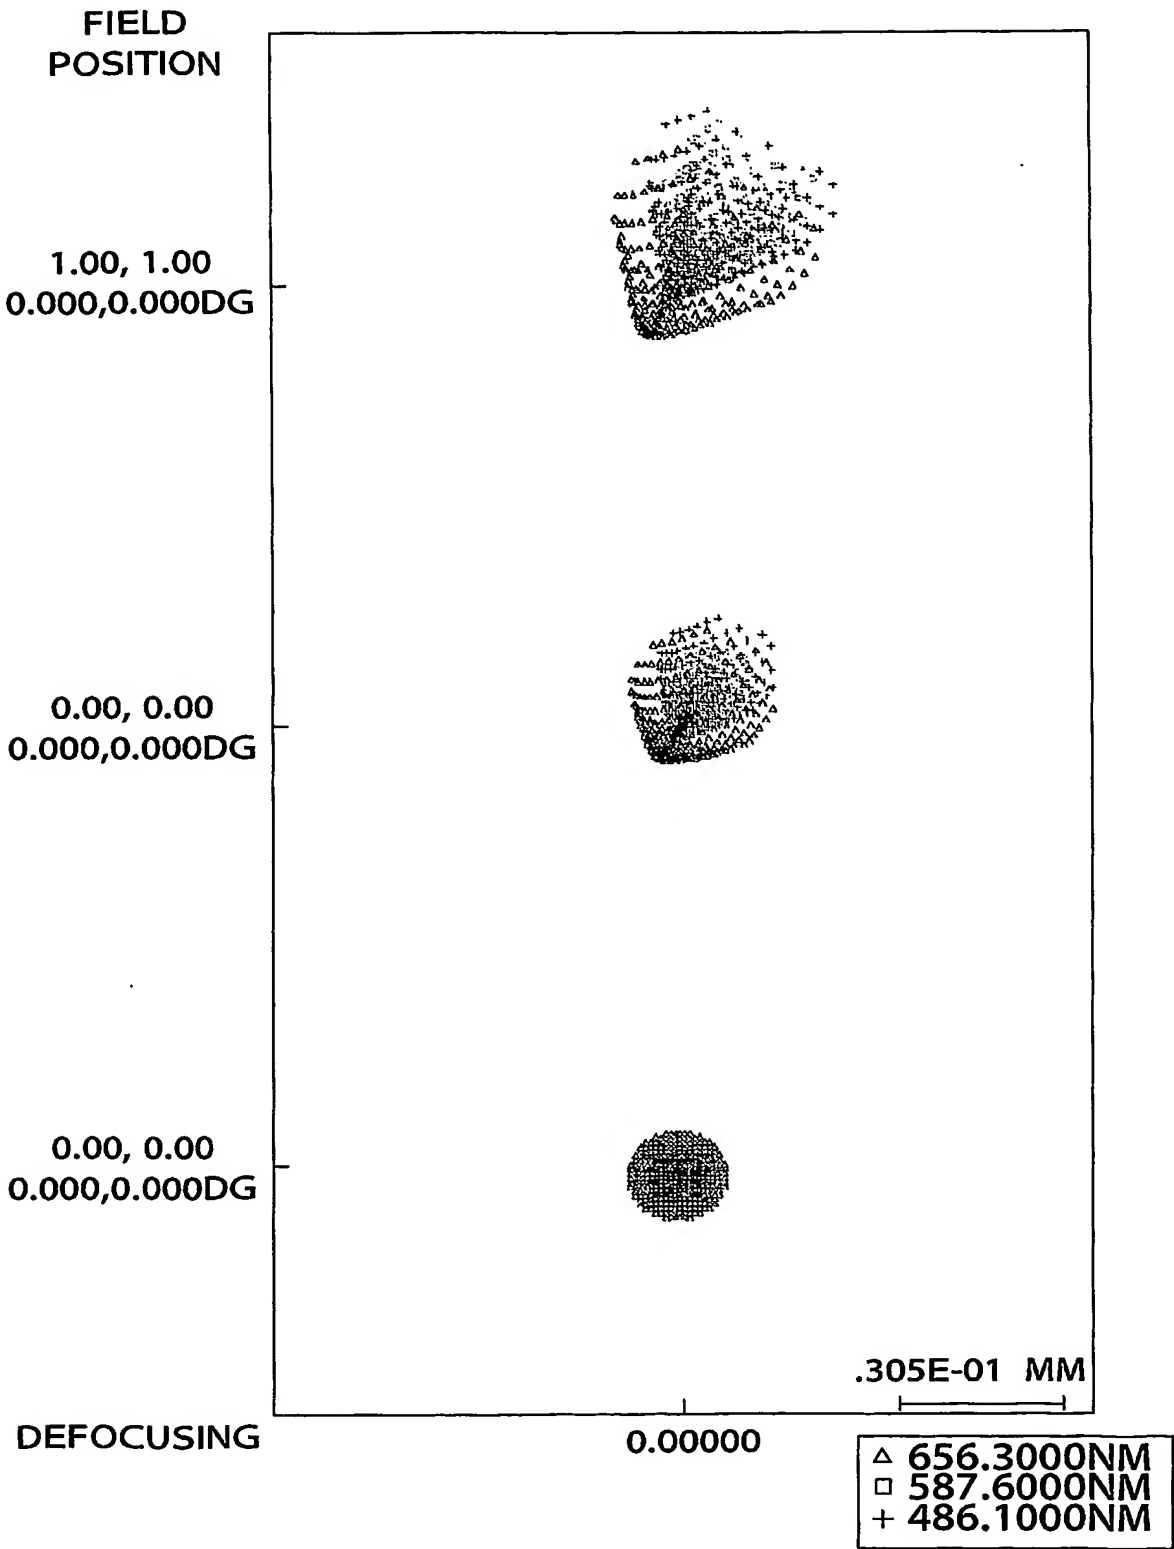 FIELD
POSITION
1.00, 1.00
0.000,0.000DG
0.00, 0.00
0.000,0.000DG
0.00, 0.00
0.000,0.000DG
.305E-01 MM
DEFOCUSING
0.00000
△ 656.3000NM
□ 587.6000NM
+ 486.1000NM